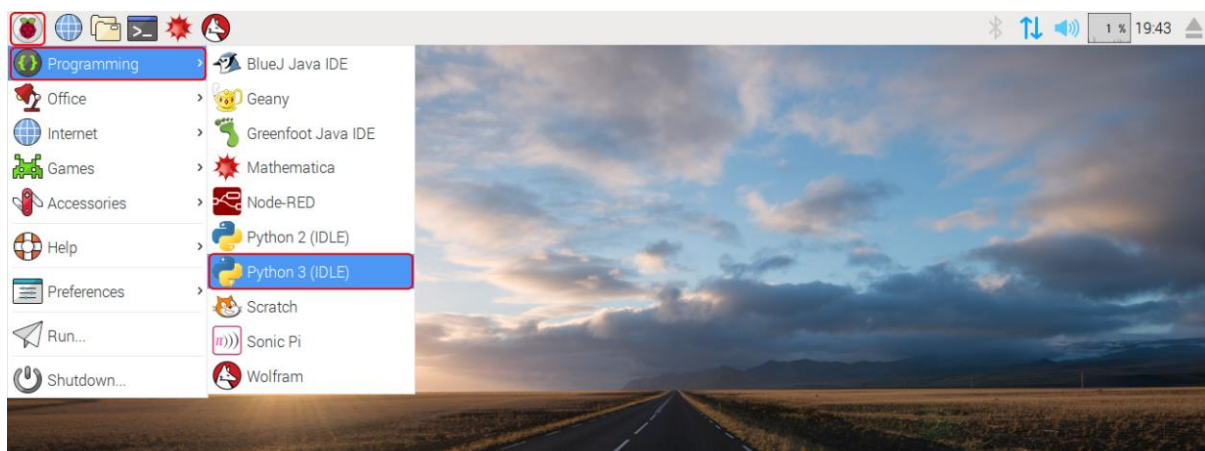 1 % 19:43
Programming
Office
Internet
Games
Accessories
Help
Preferences
Run...
Shutdown...
BlueJ Java IDE
Geany
Greenfoot Java IDE
Mathematica
Node-RED
Python 2 (IDLE)
Python 3 (IDLE)
Scratch
Sonic Pi
Wolfram